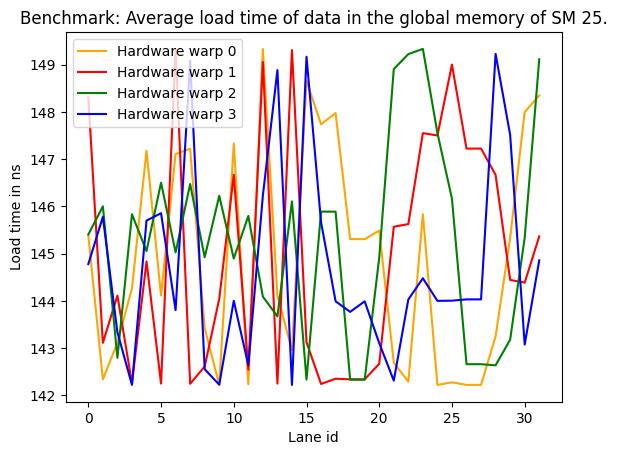 Benchmark: Average load time of data in the global memory of SM 25.
Hardware warp 0
Hardware warp 1
Hardware warp 2
Hardware warp 3
149
148
147
146
145
144
143
142
Load time in ns
0 5 10 15 20 25 30
Lane id